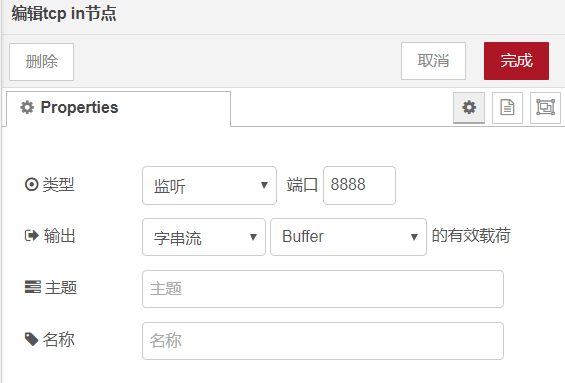 编辑tcp in节点
删除 取消 完成
Properties
类型 监听 端口 8888
输出 字串流 Buffer 的有效载荷
主题 主题
名称 名称